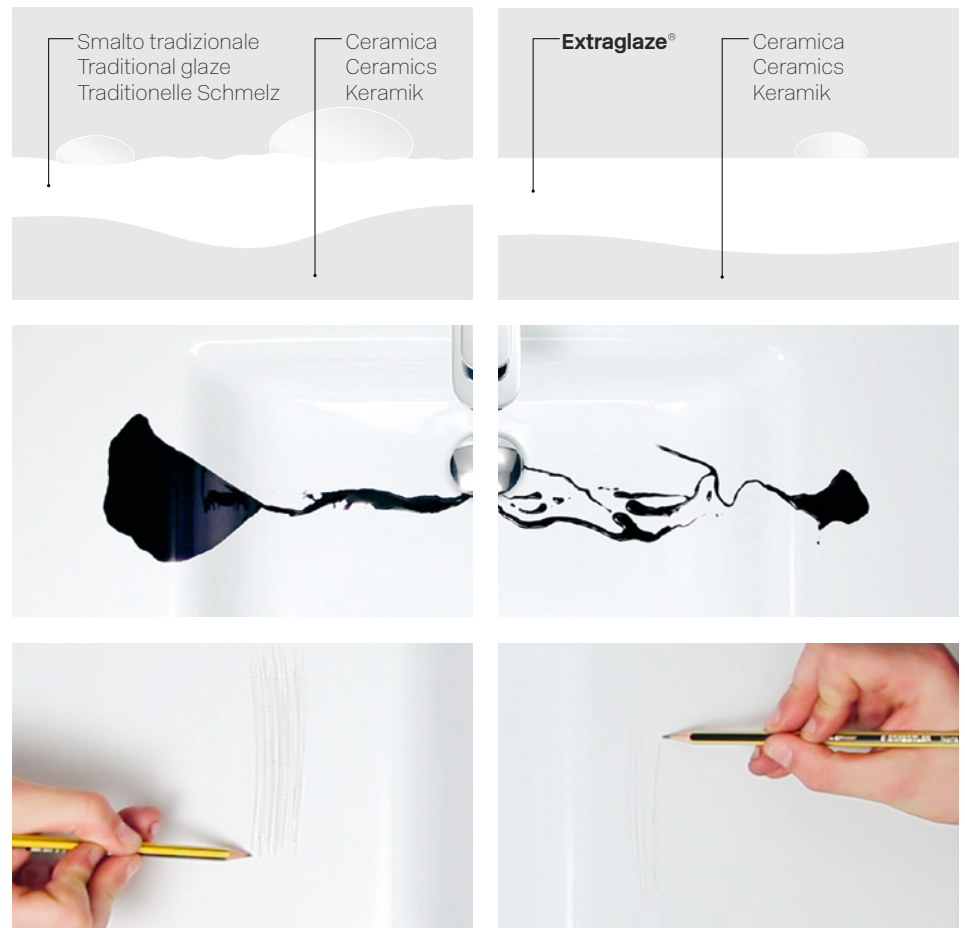 Smalto tradizionale
Traditional glaze
Traditionelle Schmelz
Ceramica
Ceramics
Keramik
Extraglaze®
Ceramica
Ceramics
Keramik